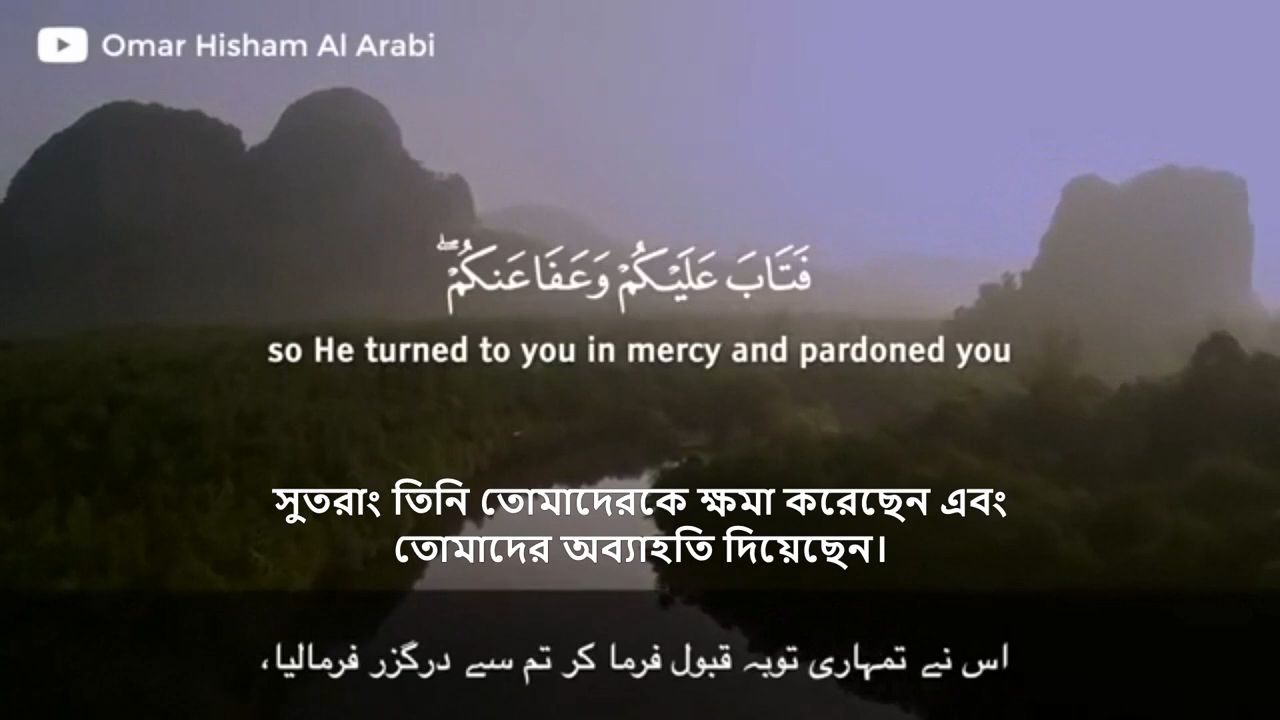 Omar Hisham Al Arabi
فَتَابَ عَلَيْكُمْ وَعَفَا عَنكُمْ ۖ
so He turned to you in mercy and pardoned you
সুতরাং তিনি তোমাদেরকে ক্ষমা করেছেন এবং
তোমাদের অব্যাহতি দিয়েছেন।
اس نے تمہاری توبہ قبول فرما کر تم سے درگزر فرمالیا،